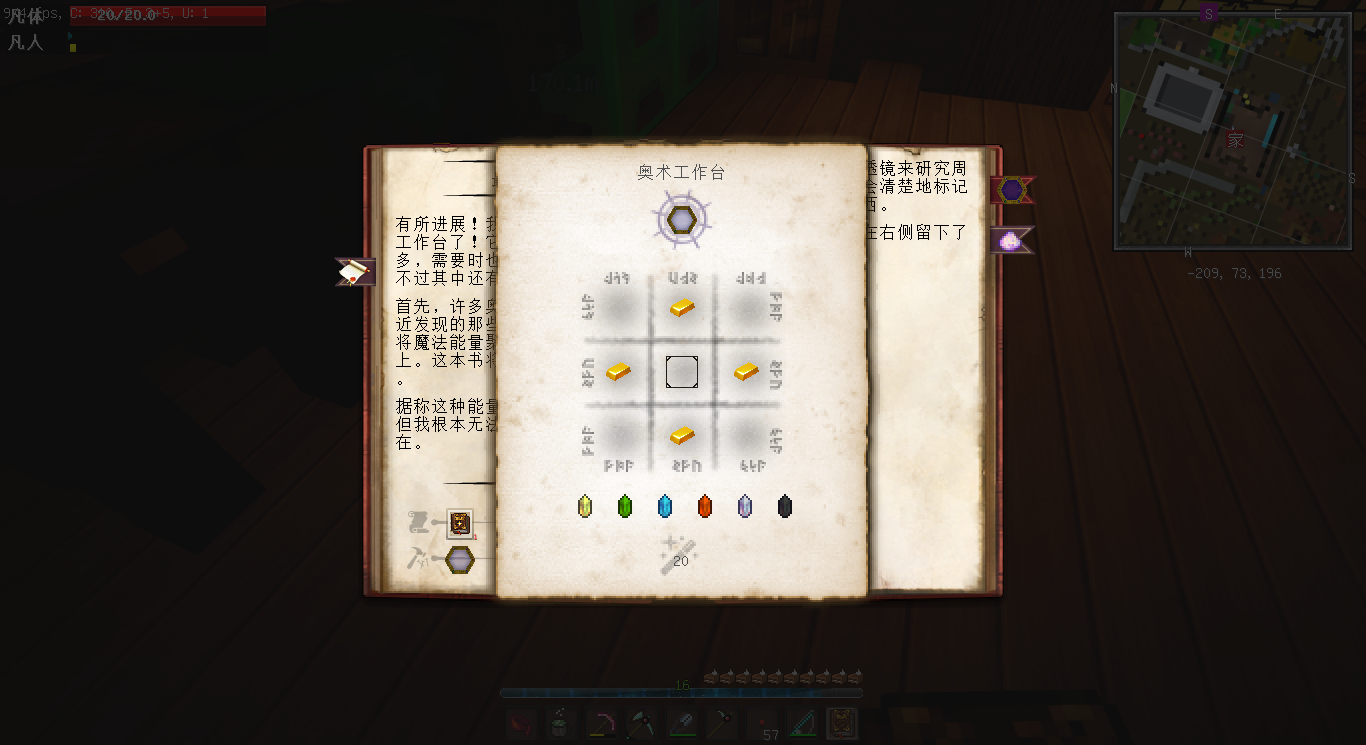 凡体
20/20.0
凡人
S
E
N
家
S
W
-209, 73, 196
奥术工作台
有所进展！
工作台了！
多，需要时也
不过其中还有
首先，许多奥
近发现的那些
将魔法能量聚
上。这本书将
。
据称这种能量
但我根本无法
在。
透镜来研究周
会清楚地标记
西。
在右侧留下了
20
16
57